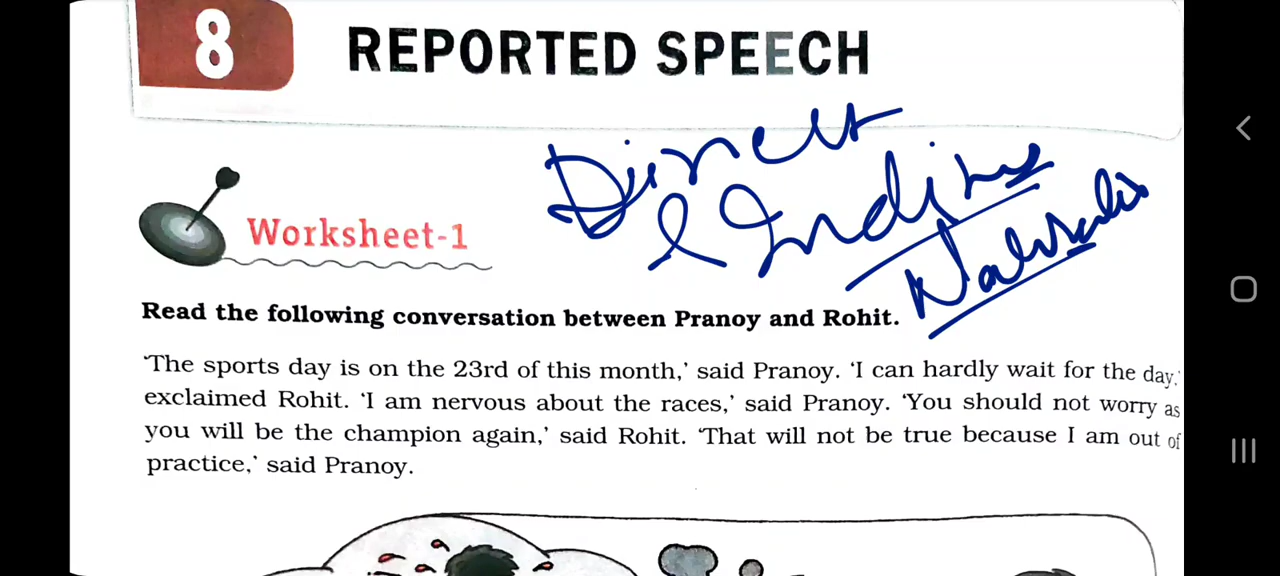 8 REPORTED SPEECH
Direct
& Indirect
Narration
Worksheet-1
Read the following conversation between Pranoy and Rohit.
‘The sports day is on the 23rd of this month,’ said Pranoy. ‘I can hardly wait for the day.’
exclaimed Rohit. ‘I am nervous about the races,’ said Pranoy. ‘You should not worry as
you will be the champion again,’ said Rohit. ‘That will not be true because I am out of
practice,’ said Pranoy.